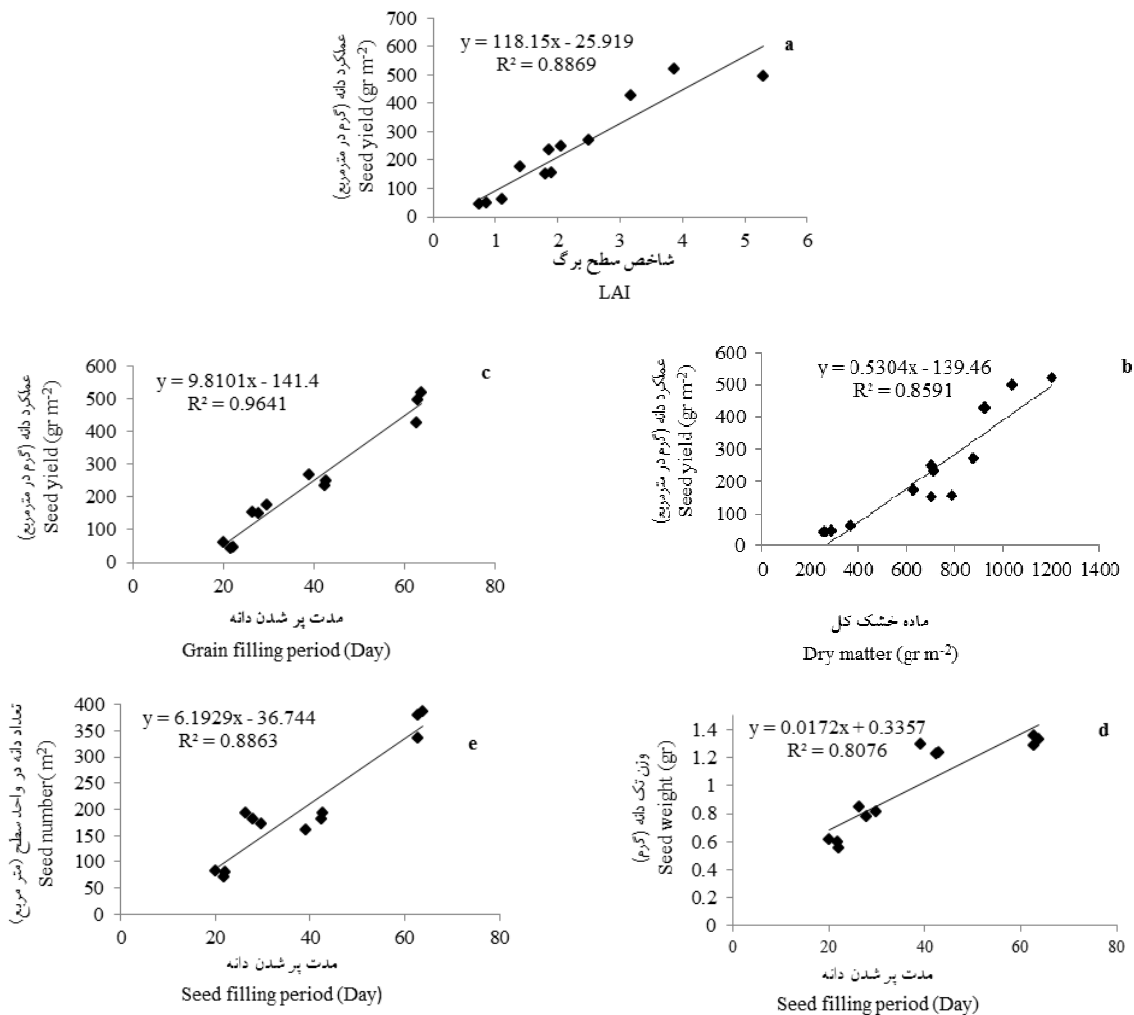 a
y = 118.15x - 25.919
R² = 0.8869
عملکرد دانه (گرم در مترمربع)
Seed yield (gr m⁻²)
700
600
500
400
300
200
100
0
0 1 2 3 4 5 6
شاخص سطح برگ
LAI
c
y = 9.8101x - 141.4
R² = 0.9641
عملکرد دانه (گرم در مترمربع)
Seed yield (gr m⁻²)
600
500
400
300
200
100
0
0 20 40 60 80
مدت پر شدن دانه
Grain filling period (Day)
b
y = 0.5304x - 139.46
R² = 0.8591
عملکرد دانه (گرم در مترمربع)
Seed yield (gr m⁻²)
600
500
400
300
200
100
0
0 200 400 600 800 1000 1200 1400
ماده خشک کل
Dry matter (gr m⁻²)
e
y = 6.1929x - 36.744
R² = 0.8863
تعداد دانه در واحد سطح (متر مربع)
Seed number( m²)
400
350
300
250
200
150
100
50
0
0 20 40 60 80
مدت پر شدن دانه
Seed filling period (Day)
d
y = 0.0172x + 0.3357
R² = 0.8076
وزن تک دانه (گرم)
Seed weight (gr)
1.4
1.2
1
0.8
0.6
0.4
0.2
0
0 20 40 60 80
مدت پر شدن دانه
Seed filling period (Day)